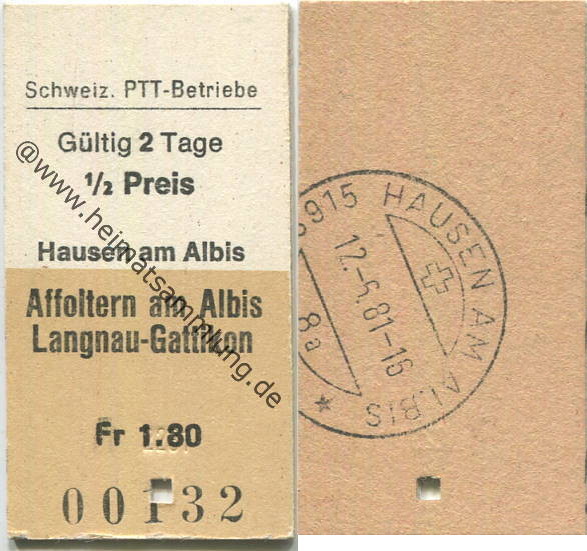 Schweiz. PTT-Betriebe
Gültig 2 Tage
1/2 Preis
Hausen am Albis
Affoltern am Albis
Langnau-Gattikon
Fr 1.80
00132
@www.heimatsammlung.de
8915 HAUSEN AM ALBIS
12.-6.81-16
8a